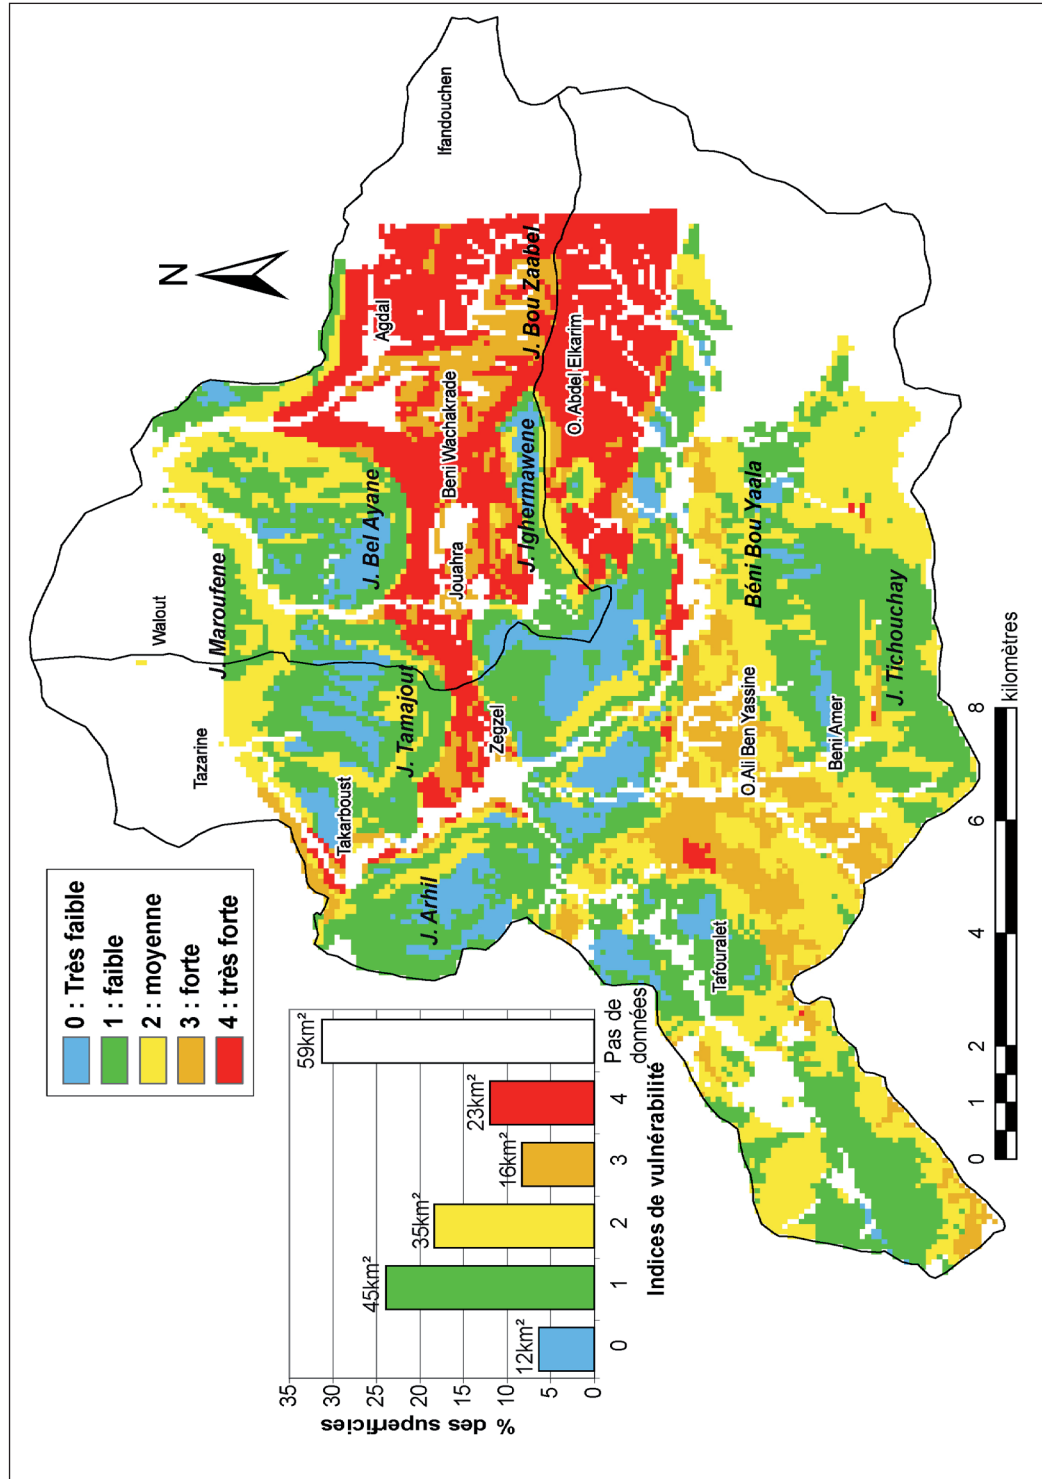 N
Ifandouchen
Walout
Tazarine
Agdal
J. Maroufene
J. Bou Zaabel
Beni Wachakrade
O. Abdel Elkarim
J. Bel Ayane
J. Ighermawene
Jouahra
Takarboust
J. Tamajout
Zegzel
J. Arhil
Béni Bou Yaala
O.Ali Ben Yassine
Beni Amer
J. Tichouchay
Tafouralet
0 : Très faible
1 : faible
2 : moyenne
3 : forte
4 : très forte
% des superficies
35
30
25
20
15
10
5
0
12km²
45km²
35km²
16km²
23km²
59km²
0
1
2
3
4
Pas de
données
Indices de vulnérabilité
0
1
2
4
6
8
kilomètres